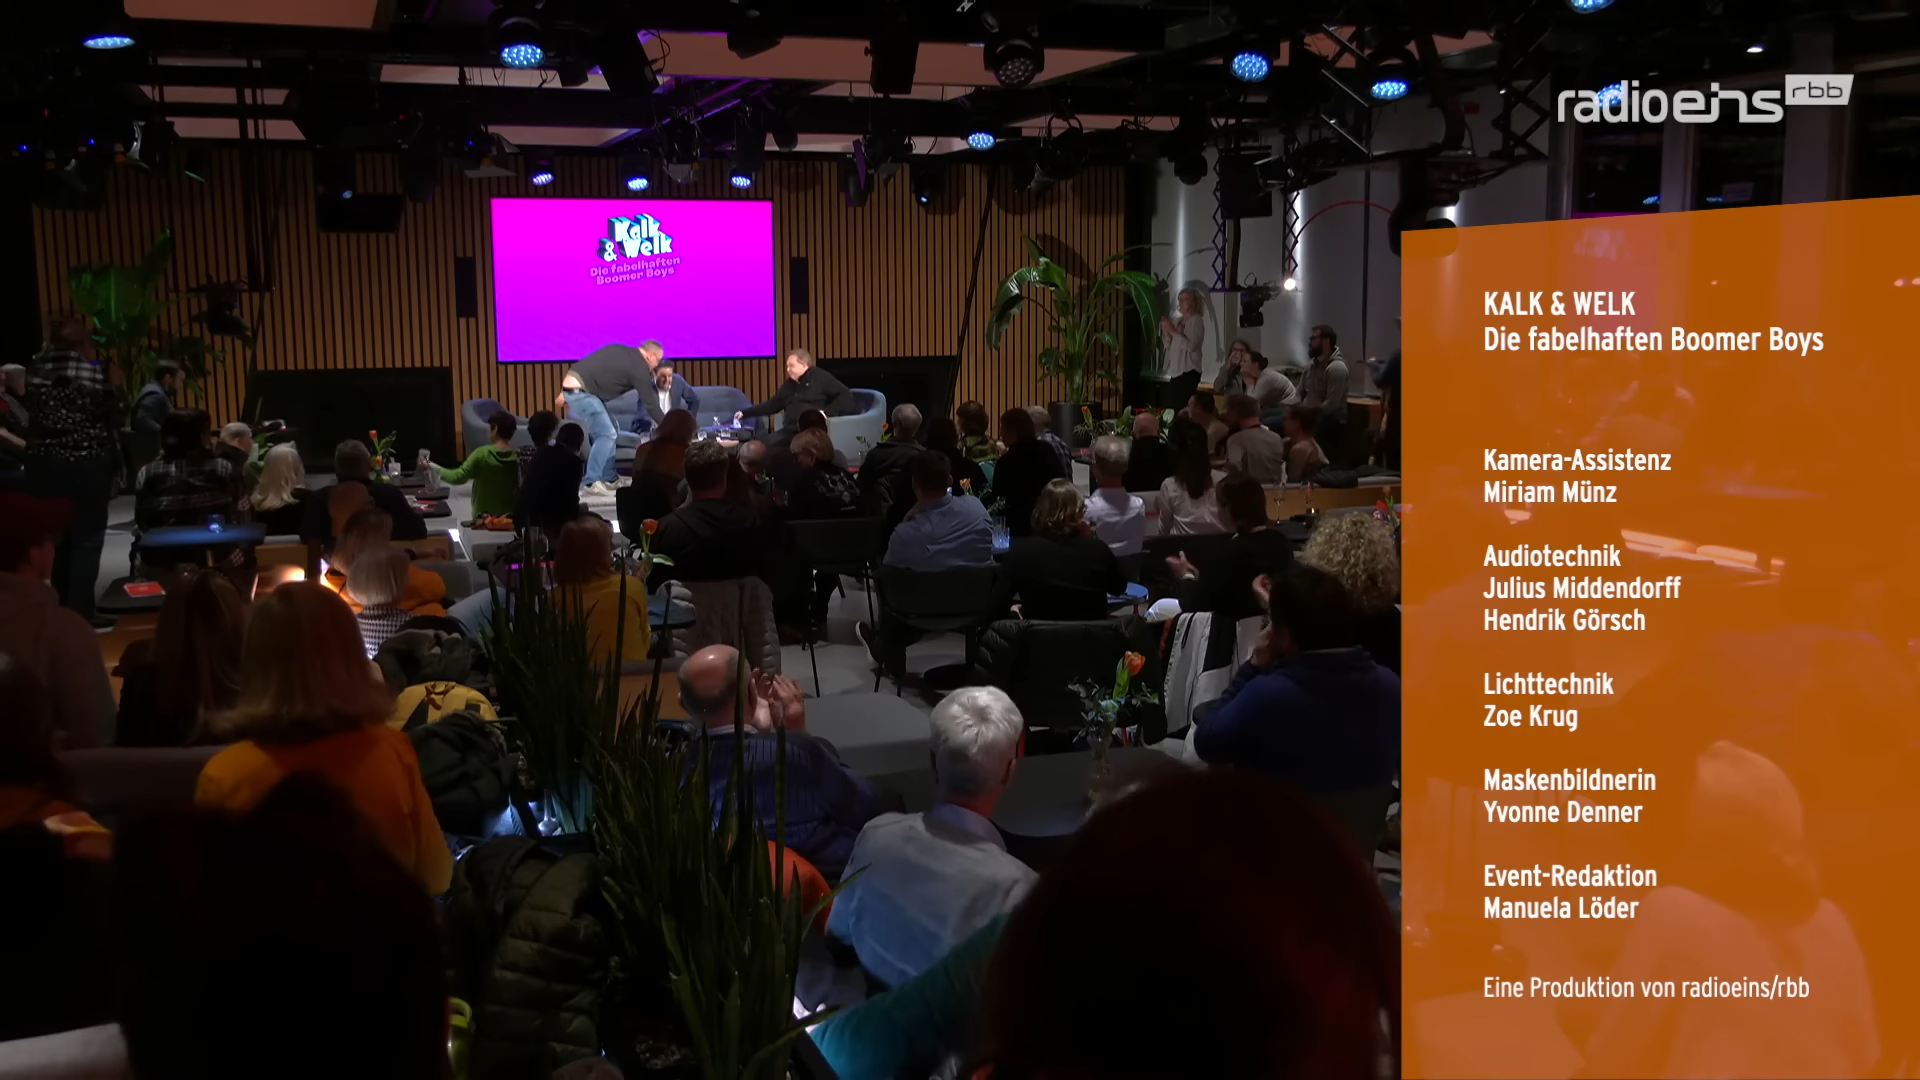 radioeins rbb
Kalk
& Welk
Die fabelhaften
Boomer Boys
KALK & WELK
Die fabelhaften Boomer Boys
Kamera-Assistenz
Miriam Münz
Audiotechnik
Julius Middendorff
Hendrik Görsch
Lichttechnik
Zoe Krug
Maskenbildnerin
Yvonne Denner
Event-Redaktion
Manuela Löder
Eine Produktion von radioeins/rbb